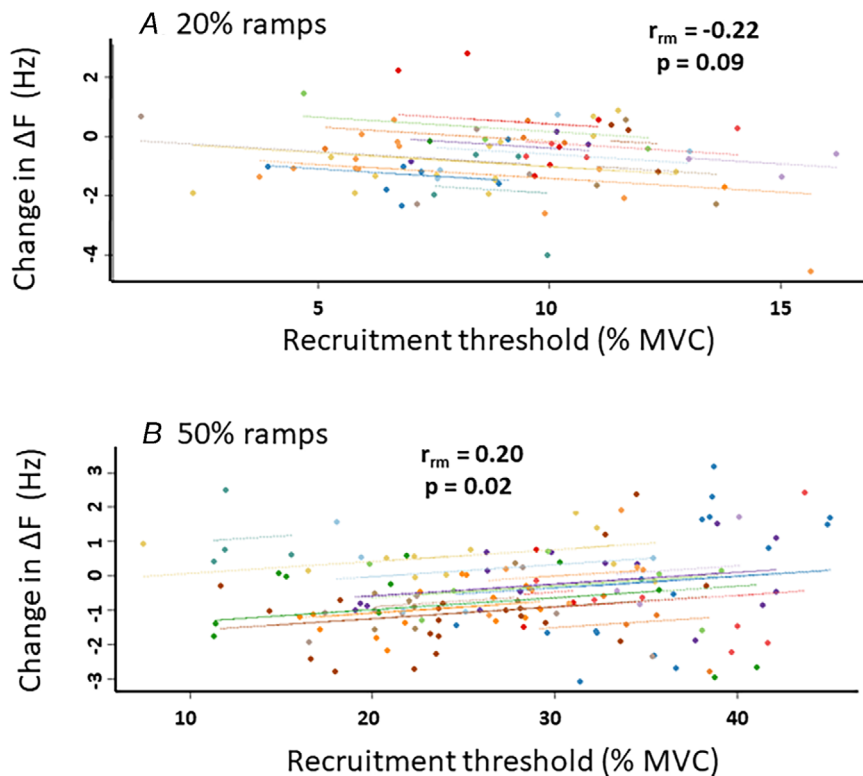 A 20% ramps
rrm = -0.22
p = 0.09
Change in ΔF (Hz)
2
0
-2
-4
5 10 15
Recruitment threshold (% MVC)
B 50% ramps
rrm = 0.20
p = 0.02
Change in ΔF (Hz)
3
2
1
0
-1
-2
-3
10 20 30 40
Recruitment threshold (% MVC)